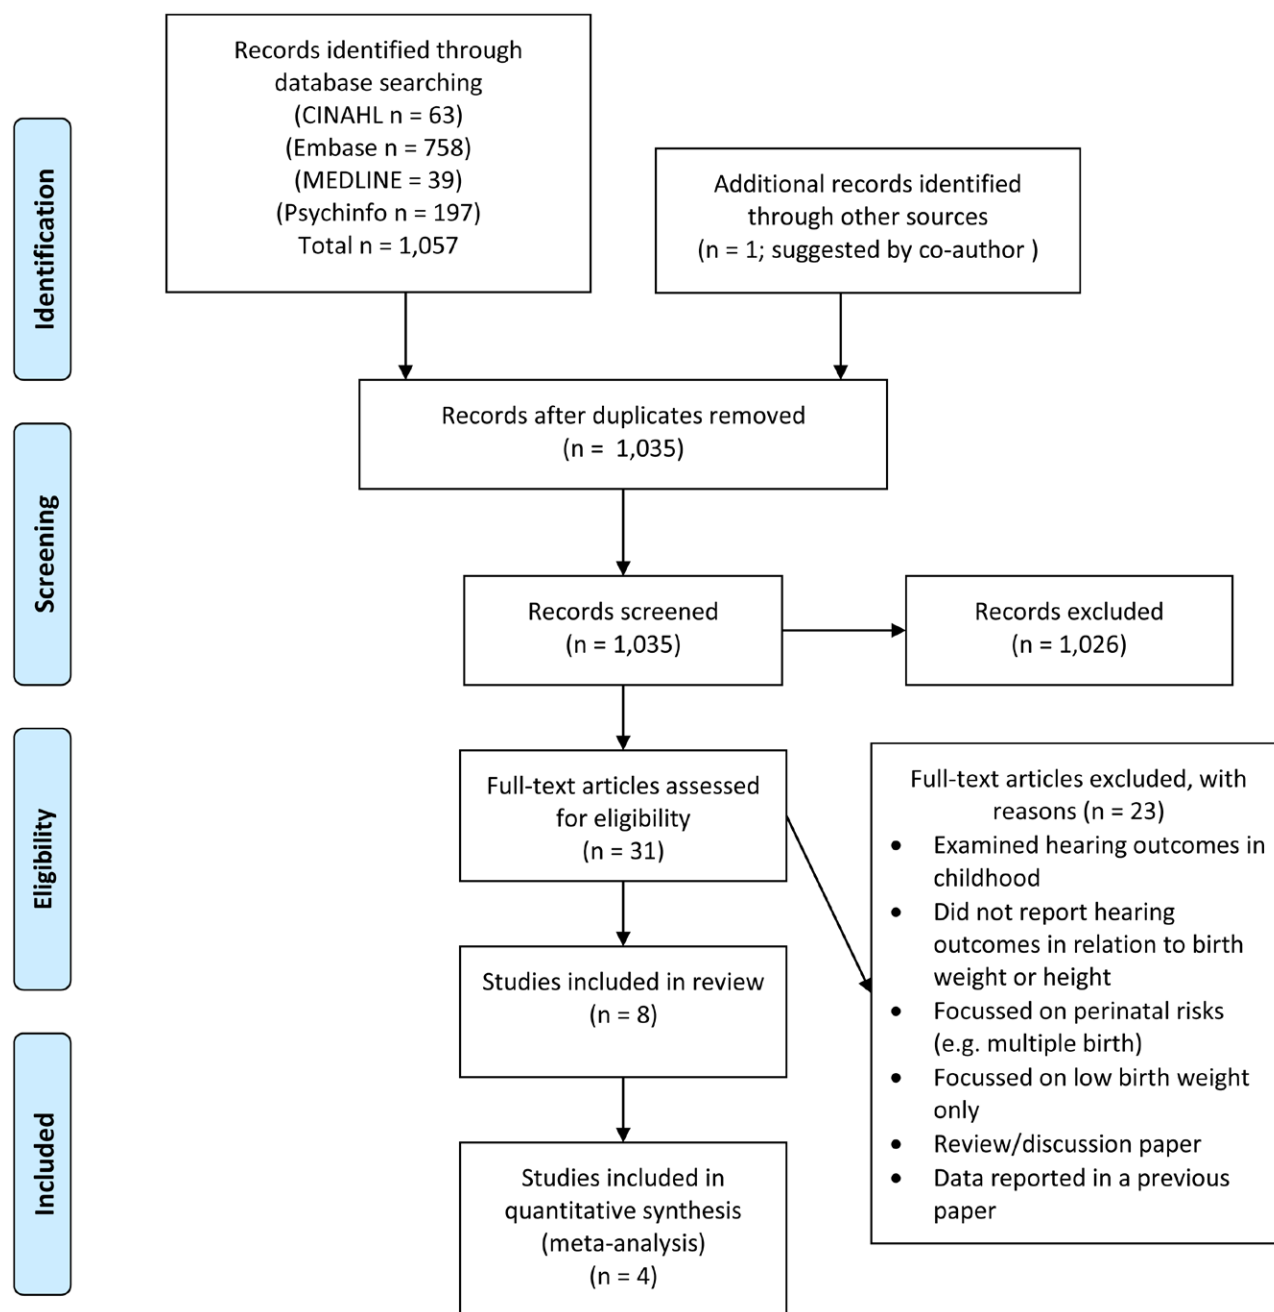 Records identified through
database searching
(CINAHL n = 63)
(Embase n = 758)
(MEDLINE = 39)
(Psychinfo n = 197)
Total n = 1,057
Additional records identified
through other sources
(n = 1; suggested by co-author )
Identification
Records after duplicates removed
(n =  1,035)
Screening
Records screened
(n = 1,035)
Records excluded
(n = 1,026)
Eligibility
Full-text articles assessed
for eligibility
(n = 31)
Full-text articles excluded, with
reasons (n = 23)
• Examined hearing outcomes in
childhood
• Did not report hearing
outcomes in relation to birth
weight or height
• Focussed on perinatal risks
(e.g. multiple birth)
• Focussed on low birth weight
only
• Review/discussion paper
• Data reported in a previous
paper
Studies included in review
(n = 8)
Included
Studies included in
quantitative synthesis
(meta-analysis)
(n = 4)